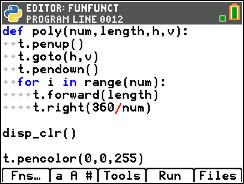 EDITOR: FUNFUNCT
PROGRAM LINE 0012
def poly(num,length,h,v):
  t.penup()
  t.goto(h,v)
  t.pendown()
  for i in range(num):
    t.forward(length)
    t.right(360/num)
disp_clr()
t.pencolor(0,0,255)
Fns… a A # Tools Run Files